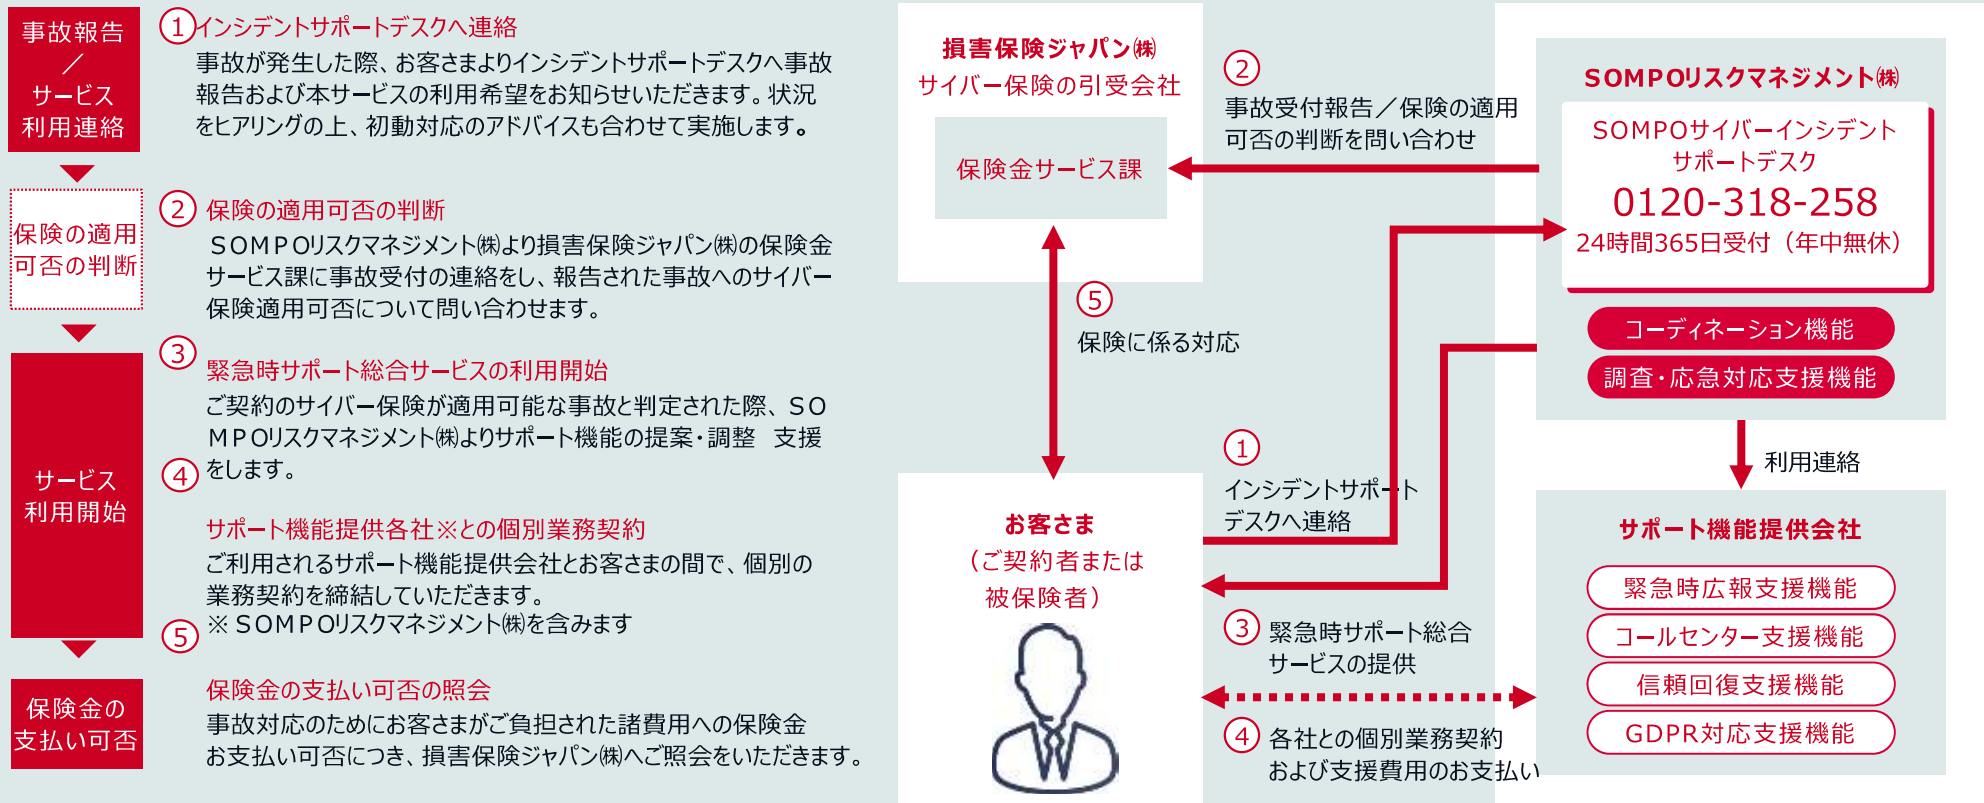 事故報告
／
サービス
利用連絡
保険の適用
可否の判断
サービス
利用開始
保険金の
支払い可否
① インシデントサポートデスクへ連絡
事故が発生した際、お客さまよりインシデントサポートデスクへ事故
報告および本サービスの利用希望をお知らせいただきます。状況
をヒアリングの上、初動対応のアドバイスも合わせて実施します。
② 保険の適用可否の判断
ＳＯＭＰＯリスクマネジメント㈱より損害保険ジャパン㈱の保険金
サービス課に事故受付の連絡をし、報告された事故へのサイバー
保険適用可否について問い合わせます。
③ 緊急時サポート総合サービスの利用開始
ご契約のサイバー保険が適用可能な事故と判定された際、ＳＯ
ＭＰＯリスクマネジメント㈱よりサポート機能の提案・調整　支援
をします。
④
サポート機能提供各社※との個別業務契約
ご利用されるサポート機能提供会社とお客さまの間で、個別の
業務契約を締結していただきます。
※ＳＯＭＰＯリスクマネジメント㈱を含みます
⑤
保険金の支払い可否の照会
事故対応のためにお客さまがご負担された諸費用への保険金
お支払い可否につき、損害保険ジャパン㈱へご照会をいただきます。
損害保険ジャパン㈱
サイバー保険の引受会社
保険金サービス課
⑤
保険に係る対応
お客さま
（ご契約者または
被保険者）
②
事故受付報告／保険の適用
可否の判断を問い合わせ
①
インシデントサポート
デスクへ連絡
③ 緊急時サポート総合
サービスの提供
④ 各社との個別業務契約
および支援費用のお支払い
SOMPOリスクマネジメント㈱
SOMPOサイバーインシデント
サポートデスク
0120-318-258
24時間365日受付（年中無休）
コーディネーション機能
調査・応急対応支援機能
利用連絡
サポート機能提供会社
緊急時広報支援機能
コールセンター支援機能
信頼回復支援機能
GDPR対応支援機能